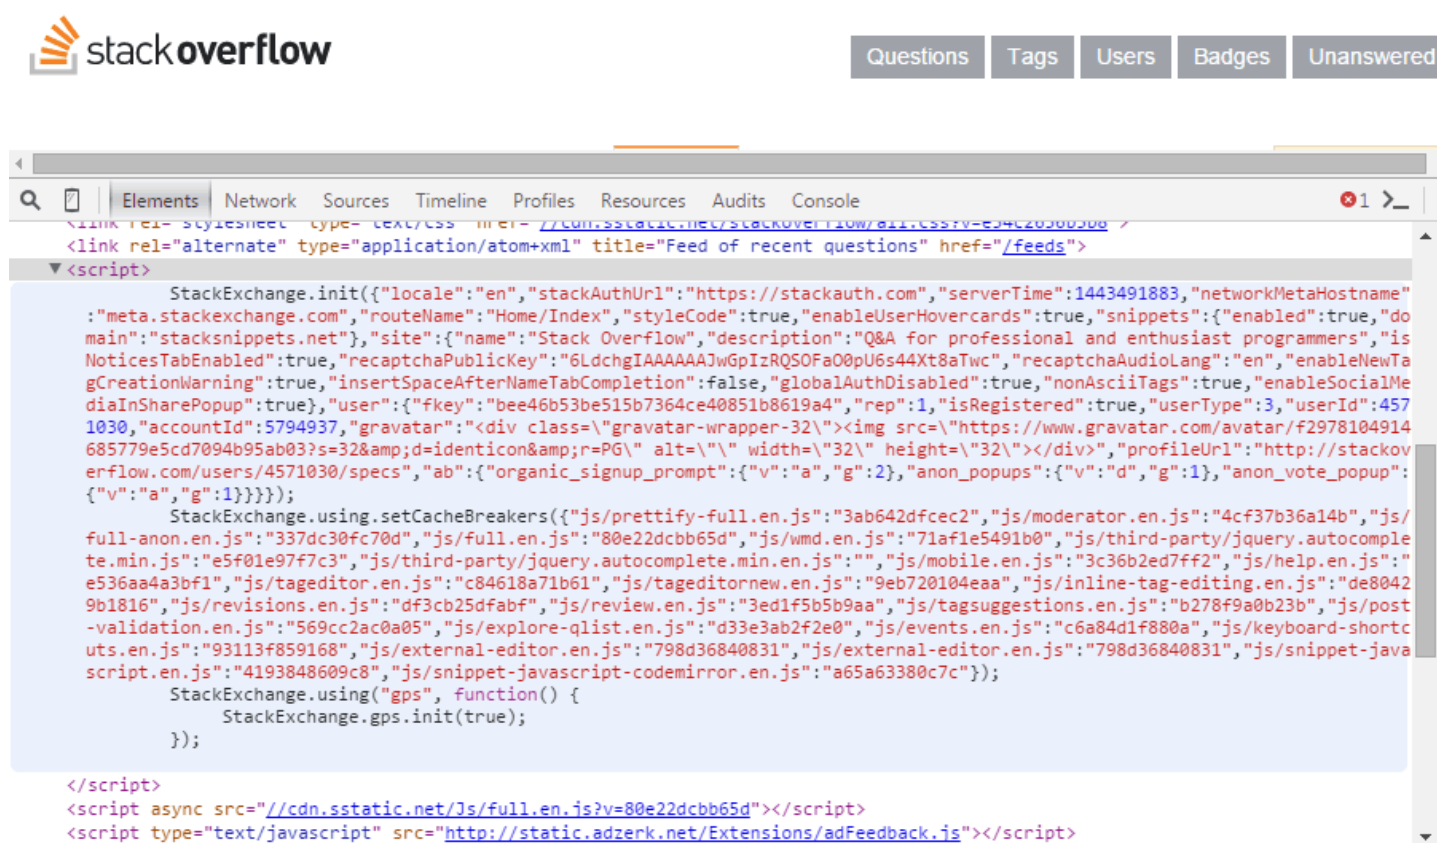 stackoverflow
Questions Tags Users Badges Unanswered
Elements Network Sources Timeline Profiles Resources Audits Console 1
<link rel="stylesheet" type="text/css" href="//cdn.sstatic.net/stackoverflow/all.css?v=
<link rel="alternate" type="application/atom+xml" title="Feed of recent questions" href="/feeds">
<script>
StackExchange.init({"locale":"en","stackAuthUrl":"https://stackauth.com","serverTime":1443491883,"networkMetaHostname"
:"meta.stackexchange.com","routeName":"Home/Index","styleCode":true,"enableUserHovercards":true,"snippets":{"enabled":true,"do
main":"stacksnippets.net"},"site":{"name":"Stack Overflow","description":"Q&A for professional and enthusiast programmers","is
NoticesTabEnabled":true,"recaptchaPublicKey":"6LdchgIAAAAAAJwGpIzRQSOFaO0pU6s44Xt8aTwc","recaptchaAudioLang":"en","enableNewTa
gCreationWarning":true,"insertSpaceAfterNameTabCompletion":false,"globalAuthDisabled":true,"nonAsciiTags":true,"enableSocialMe
diaInSharePopup":true},"user":{"fkey":"bee46b53be515b7364ce40851b8619a4","rep":1,"isRegistered":true,"userType":3,"userId":457
1030,"accountId":5794937,"gravatar":"<div class=\"gravatar-wrapper-32\"><img src=\"https://www.gravatar.com/avatar/f2978104914
685779e5cd7094b95ab03?s=32&amp;d=identicon&amp;r=PG\" alt=\"\" width=\"32\" height=\"32\"></div>","profileUrl":"http://stackov
erflow.com/users/4571030/specs","ab":{"organic_signup_prompt":{"v":"a","g":2},"anon_popups":{"v":"d","g":1},"anon_vote_popup":
{"v":"a","g":1}}}});
StackExchange.using.setCacheBreakers({"js/prettify-full.en.js":"3ab642dfcec2","js/moderator.en.js":"4cf37b36a14b","js/
full-anon.en.js":"337dc30fc70d","js/full.en.js":"80e22dcbb65d","js/wmd.en.js":"71af1e5491b0","js/third-party/jquery.autocomple
te.min.js":"e5f01e97f7c3","js/third-party/jquery.autocomplete.min.en.js":"","js/mobile.en.js":"3c36b2ed7ff2","js/help.en.js":"
e536aa4a3bf1","js/tageditor.en.js":"c84618a71b61","js/tageditornew.en.js":"9eb720104eaa","js/inline-tag-editing.en.js":"de8042
9b1816","js/revisions.en.js":"df3cb25dfabf","js/review.en.js":"3ed1f5b5b9aa","js/tagsuggestions.en.js":"b278f9a0b23b","js/post
-validation.en.js":"569cc2ac0a05","js/explore-qlist.en.js":"d33e3ab2f2e0","js/events.en.js":"c6a84d1f880a","js/keyboard-shortc
uts.en.js":"93113f859168","js/external-editor.en.js":"798d36840831","js/external-editor.en.js":"798d36840831","js/snippet-java
script.en.js":"4193848609c8","js/snippet-javascript-codemirror.en.js":"a65a63380c7c"});
StackExchange.using("gps", function() {
StackExchange.gps.init(true);
});
</script>
<script async src="//cdn.sstatic.net/Js/full.en.js?v=80e22dcbb65d"></script>
<script type="text/javascript" src="http://static.adzerk.net/Extensions/adFeedback.js"></script>